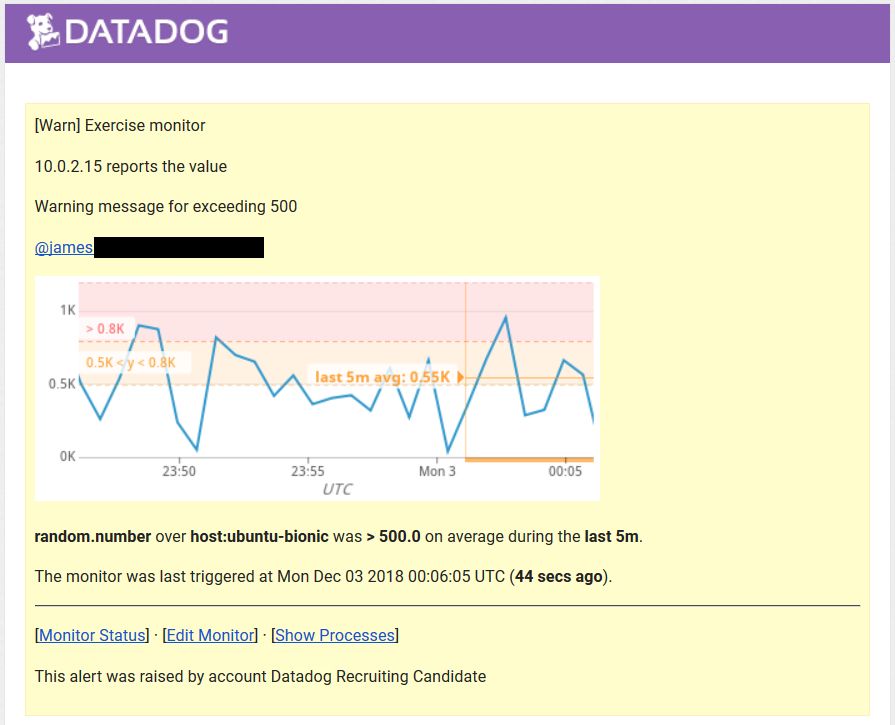 DATADOG
[Warn] Exercise monitor
10.0.2.15 reports the value
Warning message for exceeding 500
@james
1K
> 0.8K
0.5K < y < 0.8K
last 5m avg: 0.55K
0.5K
0K
23:50 23:55 Mon 3 00:05
UTC
random.number over host:ubuntu-bionic was > 500.0 on average during the last 5m.
The monitor was last triggered at Mon Dec 03 2018 00:06:05 UTC (44 secs ago).
[Monitor Status] · [Edit Monitor] · [Show Processes]
This alert was raised by account Datadog Recruiting Candidate